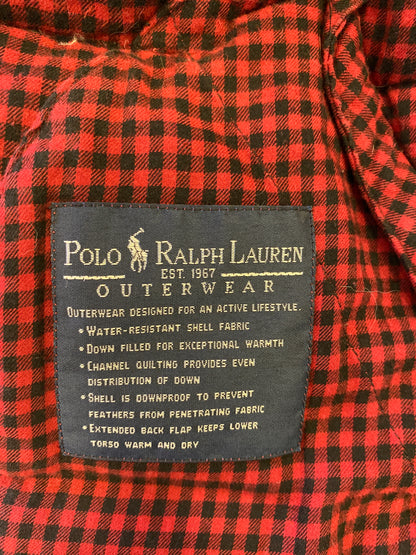 POLO RALPH LAUREN
EST. 1967
OUTERWEAR
OUTERWEAR DESIGNED FOR AN ACTIVE LIFESTYLE.
• WATER-RESISTANT SHELL FABRIC
• DOWN FILLED FOR EXCEPTIONAL WARMTH
• CHANNEL QUILTING PROVIDES EVEN
DISTRIBUTION OF DOWN
• SHELL IS DOWNPROOF TO PREVENT
FEATHERS FROM PENETRATING FABRIC
• EXTENDED BACK FLAP KEEPS LOWER
TORSO WARM AND DRY